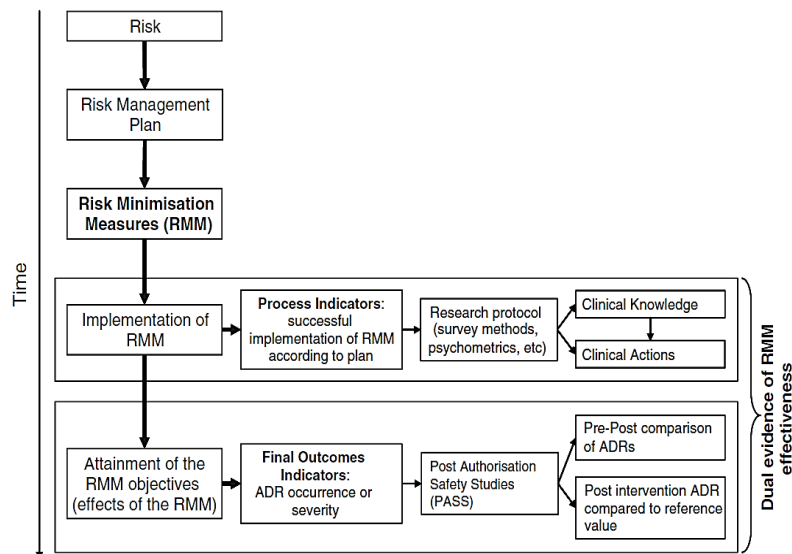 Risk
Risk Management
Plan
Risk Minimisation
Measures (RMM)
Time
Implementation of
RMM
Process Indicators:
successful
implementation of RMM
according to plan
Research protocol
(survey methods,
psychometrics, etc)
Clinical Knowledge
Clinical Actions
Attainment of the
RMM objectives
(effects of the RMM)
Final Outcomes
Indicators:
ADR occurrence or
severity
Post Authorisation
Safety Studies
(PASS)
Pre-Post comparison
of ADRs
Post intervention ADR
compared to reference
value
Dual evidence of RMM
effectiveness